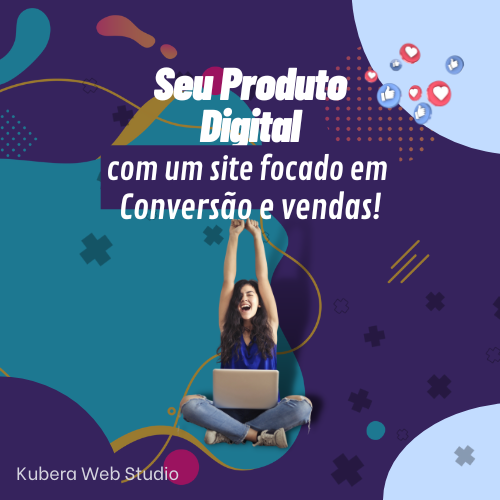 Seu Produto
Digital
com um site focado em
Conversão e vendas!
Kubera Web Studio